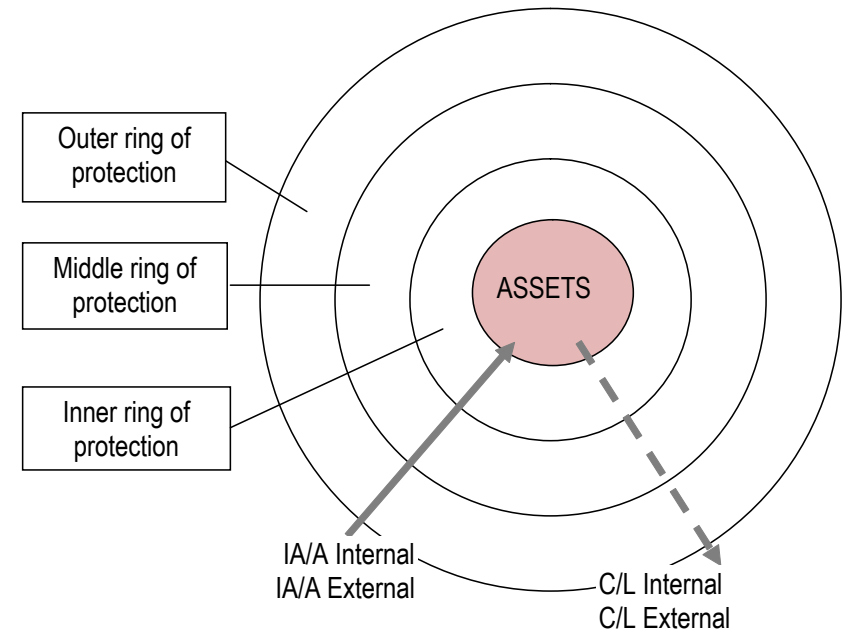 Outer ring of
protection
Middle ring of
protection
ASSETS
Inner ring of
protection
IA/A Internal
IA/A External
C/L Internal
C/L External